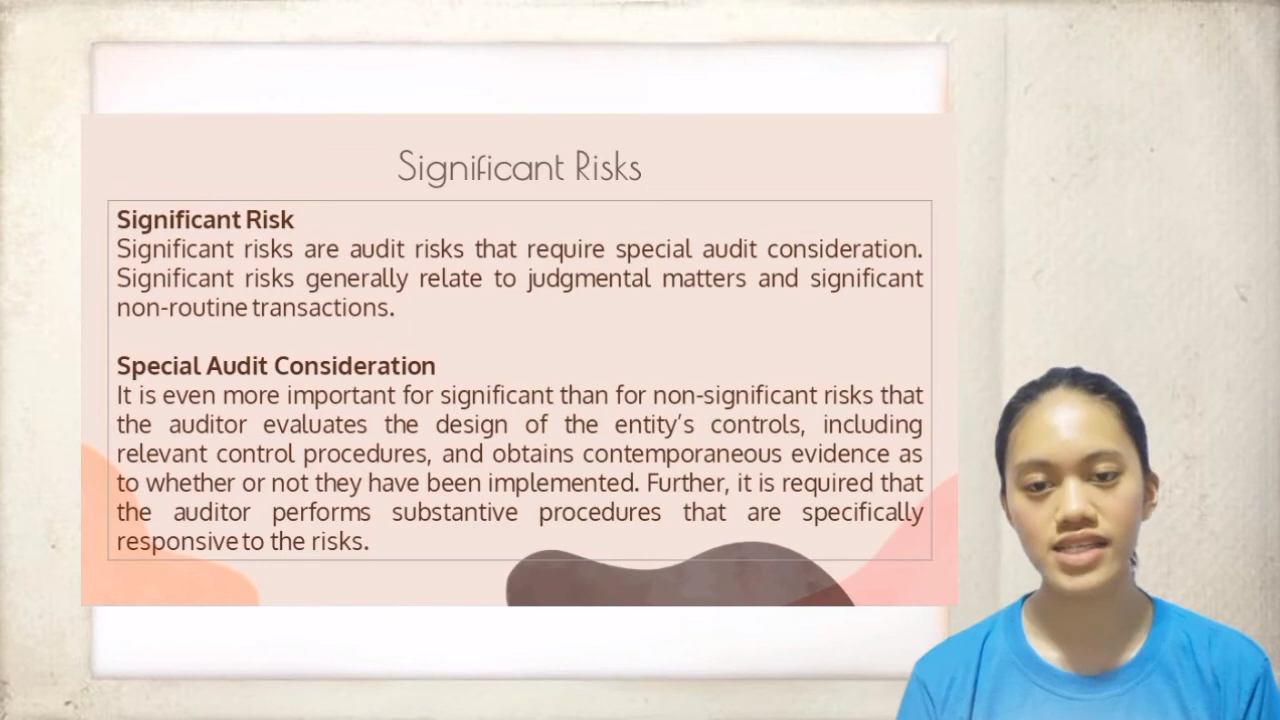 Significant Risks
Significant Risk
Significant risks are audit risks that require special audit consideration.
Significant risks generally relate to judgmental matters and significant
non-routine transactions.
Special Audit Consideration
It is even more important for significant than for non-significant risks that
the auditor evaluates the design of the entity’s controls, including
relevant control procedures, and obtains contemporaneous evidence as
to whether or not they have been implemented. Further, it is required that
the auditor performs substantive procedures that are specifically
responsive to the risks.